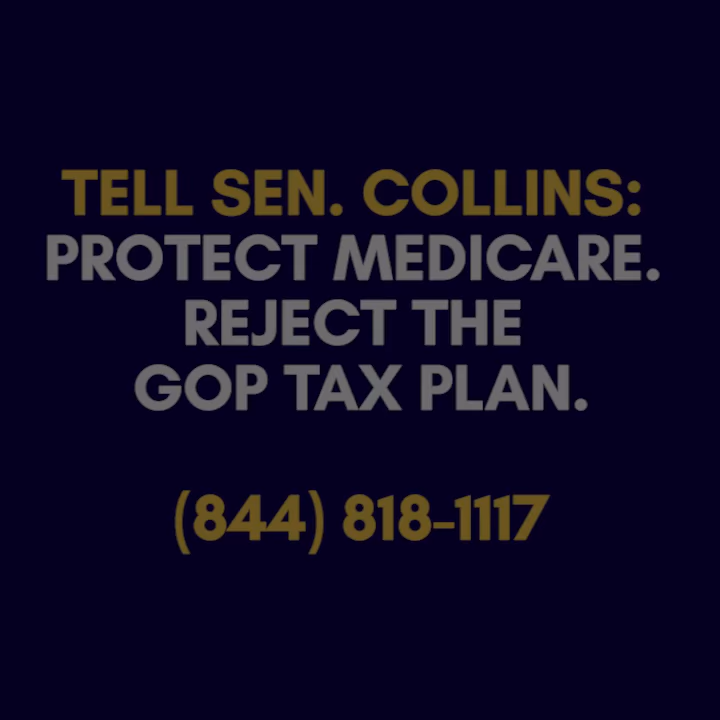 TELL SEN. COLLINS:
PROTECT MEDICARE.
REJECT THE
GOP TAX PLAN.
(844) 818-1117